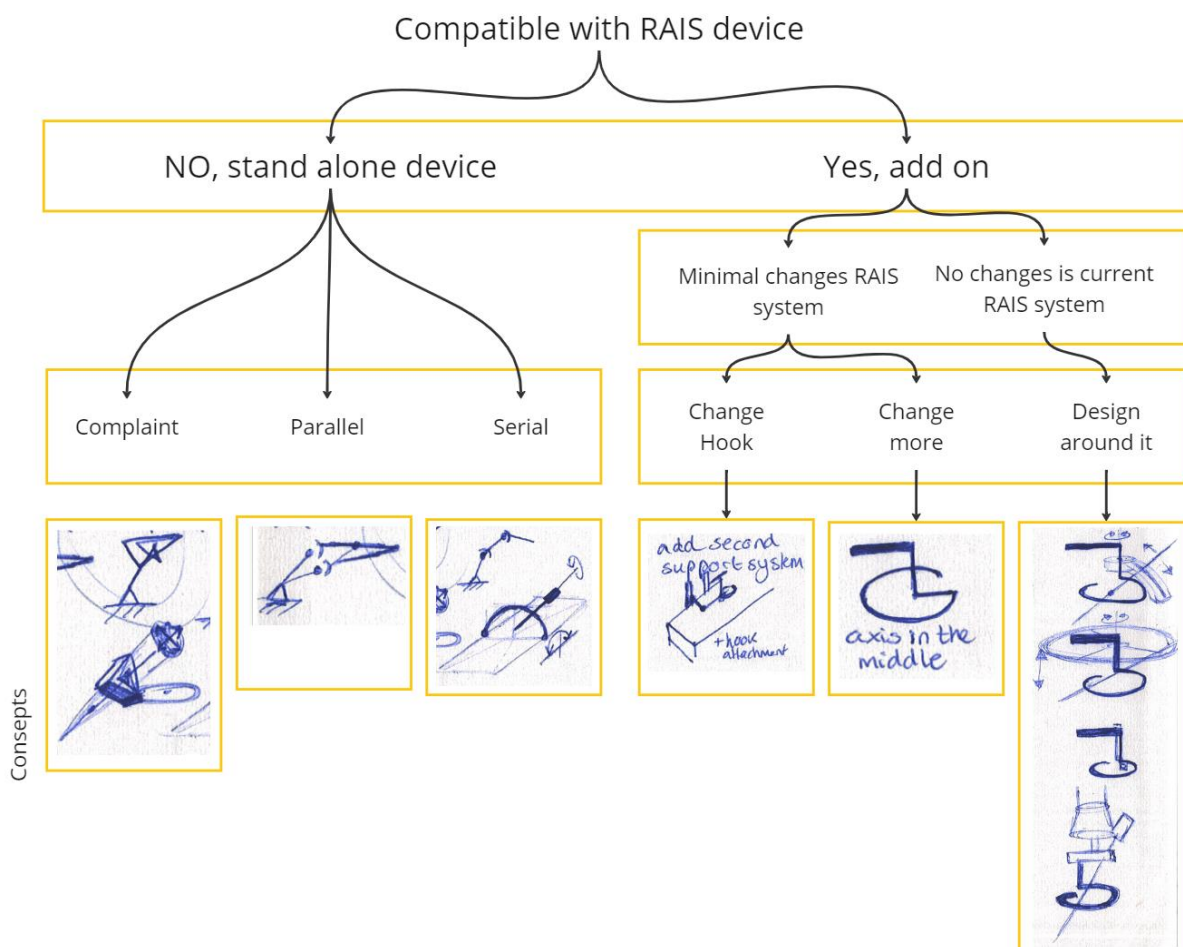 Compatible with RAIS device
NO, stand alone device
Yes, add on
Minimal changes RAIS
system
No changes is current
RAIS system
Complaint
Parallel
Serial
Change
Hook
Change
more
Design
around it
Consepts
add second
support system
+hook
attachment
axis in the
middle